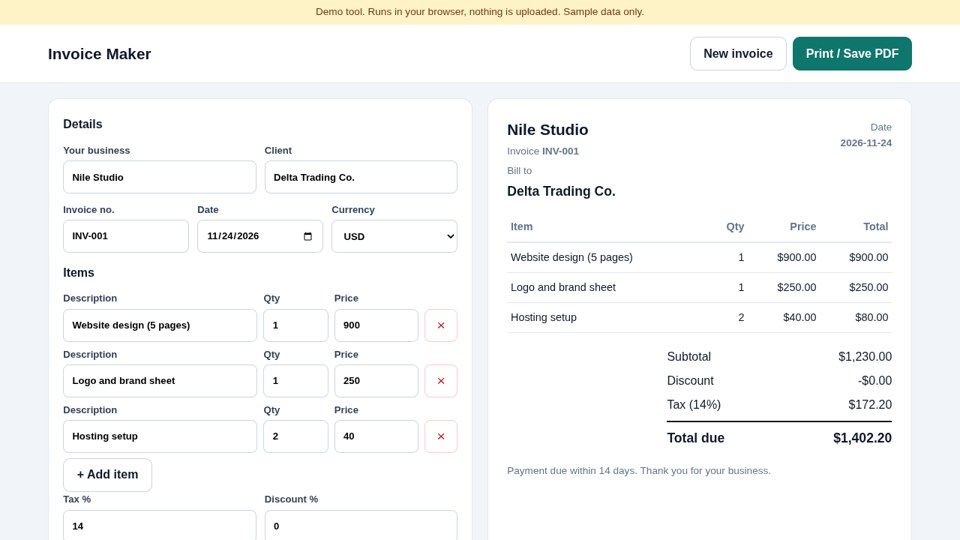 Demo tool. Runs in your browser, nothing is uploaded. Sample data only.
Invoice Maker
New invoice
Print / Save PDF
Details
Your business
Client
Nile Studio
Delta Trading Co.
Invoice no.
Date
Currency
INV-001
11/24/2026
USD
Items
Description Qty Price
Website design (5 pages) 1 900 ×
Description Qty Price
Logo and brand sheet 1 250 ×
Description Qty Price
Hosting setup 2 40 ×
+ Add item
Tax %
Discount %
14
0
Nile Studio
Date
Invoice INV-001
2026-11-24
Bill to
Delta Trading Co.
Item Qty Price Total
Website design (5 pages) 1 $900.00 $900.00
Logo and brand sheet 1 $250.00 $250.00
Hosting setup 2 $40.00 $80.00
Subtotal $1,230.00
Discount -$0.00
Tax (14%) $172.20
Total due $1,402.20
Payment due within 14 days. Thank you for your business.